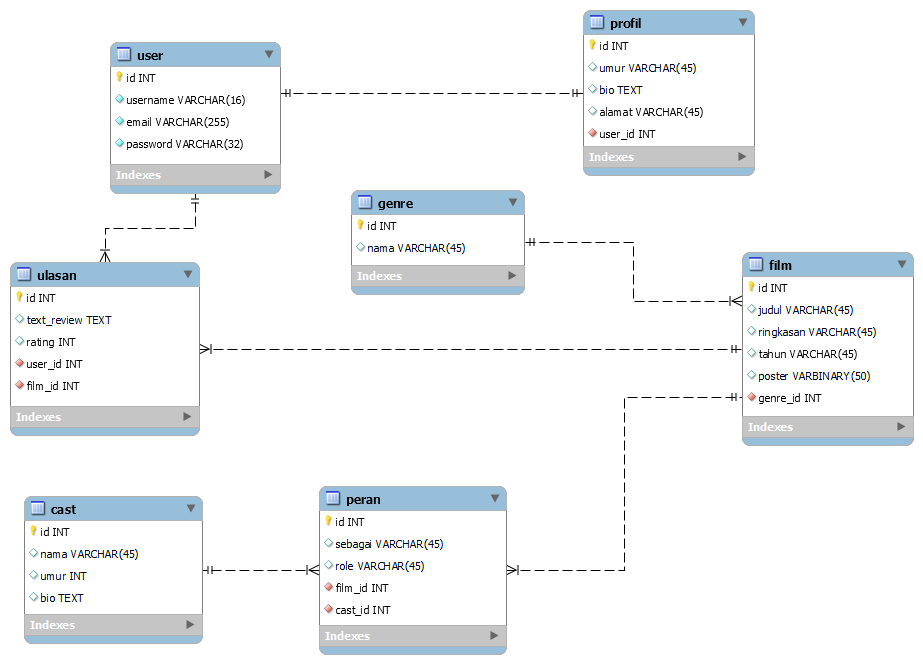 user
id INT
username VARCHAR(16)
email VARCHAR(255)
password VARCHAR(32)
Indexes
profil
id INT
umur VARCHAR(45)
bio TEXT
alamat VARCHAR(45)
user_id INT
Indexes
genre
id INT
nama VARCHAR(45)
Indexes
ulasan
id INT
text_review TEXT
rating INT
user_id INT
film_id INT
Indexes
film
id INT
judul VARCHAR(45)
ringkasan VARCHAR(45)
tahun VARCHAR(45)
poster VARBINARY(50)
genre_id INT
Indexes
cast
id INT
nama VARCHAR(45)
umur INT
bio TEXT
Indexes
peran
id INT
sebagai VARCHAR(45)
role VARCHAR(45)
film_id INT
cast_id INT
Indexes